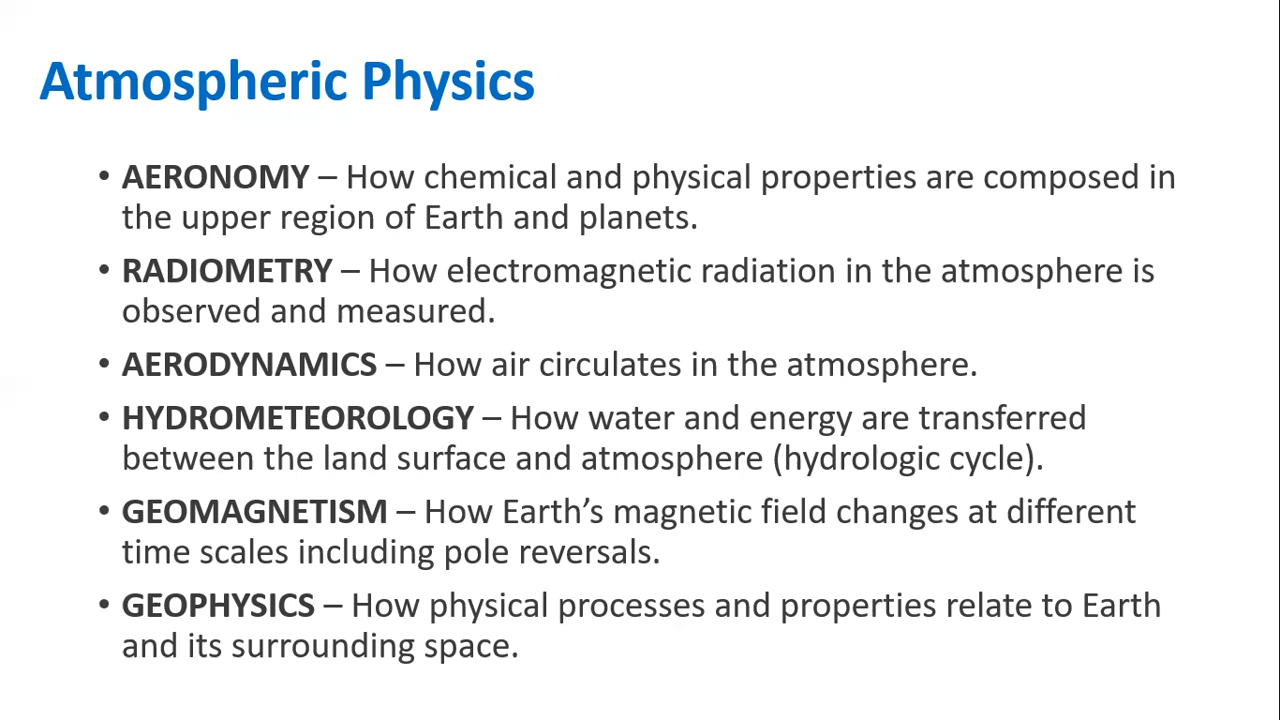 Atmospheric Physics
• AERONOMY – How chemical and physical properties are composed in
the upper region of Earth and planets.
• RADIOMETRY – How electromagnetic radiation in the atmosphere is
observed and measured.
• AERODYNAMICS – How air circulates in the atmosphere.
• HYDROMETEOROLOGY – How water and energy are transferred
between the land surface and atmosphere (hydrologic cycle).
• GEOMAGNETISM – How Earth’s magnetic field changes at different
time scales including pole reversals.
• GEOPHYSICS – How physical processes and properties relate to Earth
and its surrounding space.